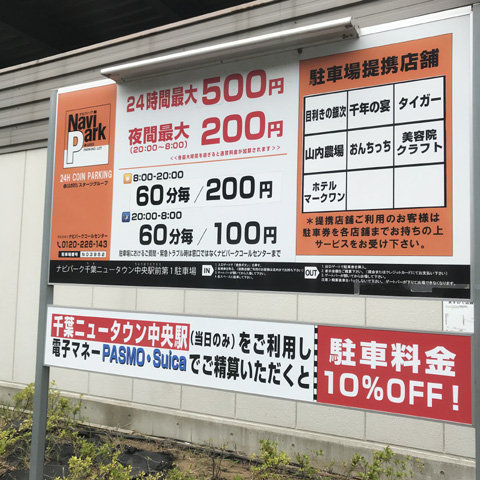 Navi
Park
24H COIN PARKING
0120-226-143
24時間最大500円
夜間最大
(20:00〜8:00)
200円
8:00-20:00
60分毎/200円
20:00-8:00
60分毎/100円
ナビパーク千葉ニュータウン中央駅前第1駐車場
IN
OUT
駐車場提携店舗
目利きの銀次
千年の宴
タイガー
山内農場
おんちっち
美容院
クラフト
ホテル
マークワン
*提携店舗ご利用のお客様は
駐車券を各店舗までお持ちの上
サービスをお受け下さい。
千葉ニュータウン中央駅(当日のみ)をご利用し
電子マネーPASMO・Suicaでご精算いただくと
駐車料金
10%OFF!